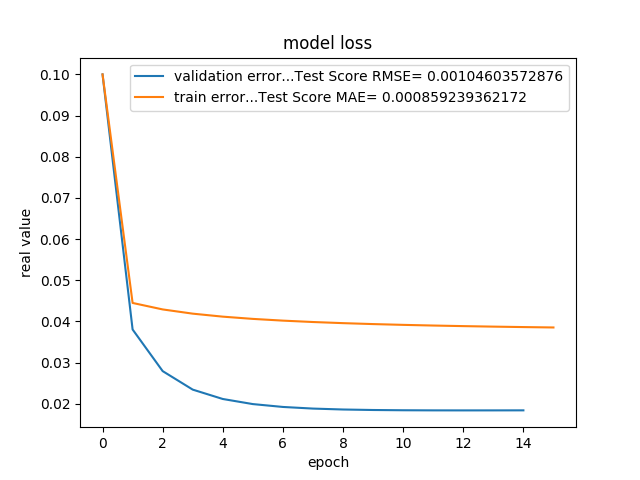 model loss
validation error...Test Score RMSE= 0.00104603572876
train error...Test Score MAE= 0.000859239362172
real value
0.10
0.09
0.08
0.07
0.06
0.05
0.04
0.03
0.02
0 2 4 6 8 10 12 14
epoch